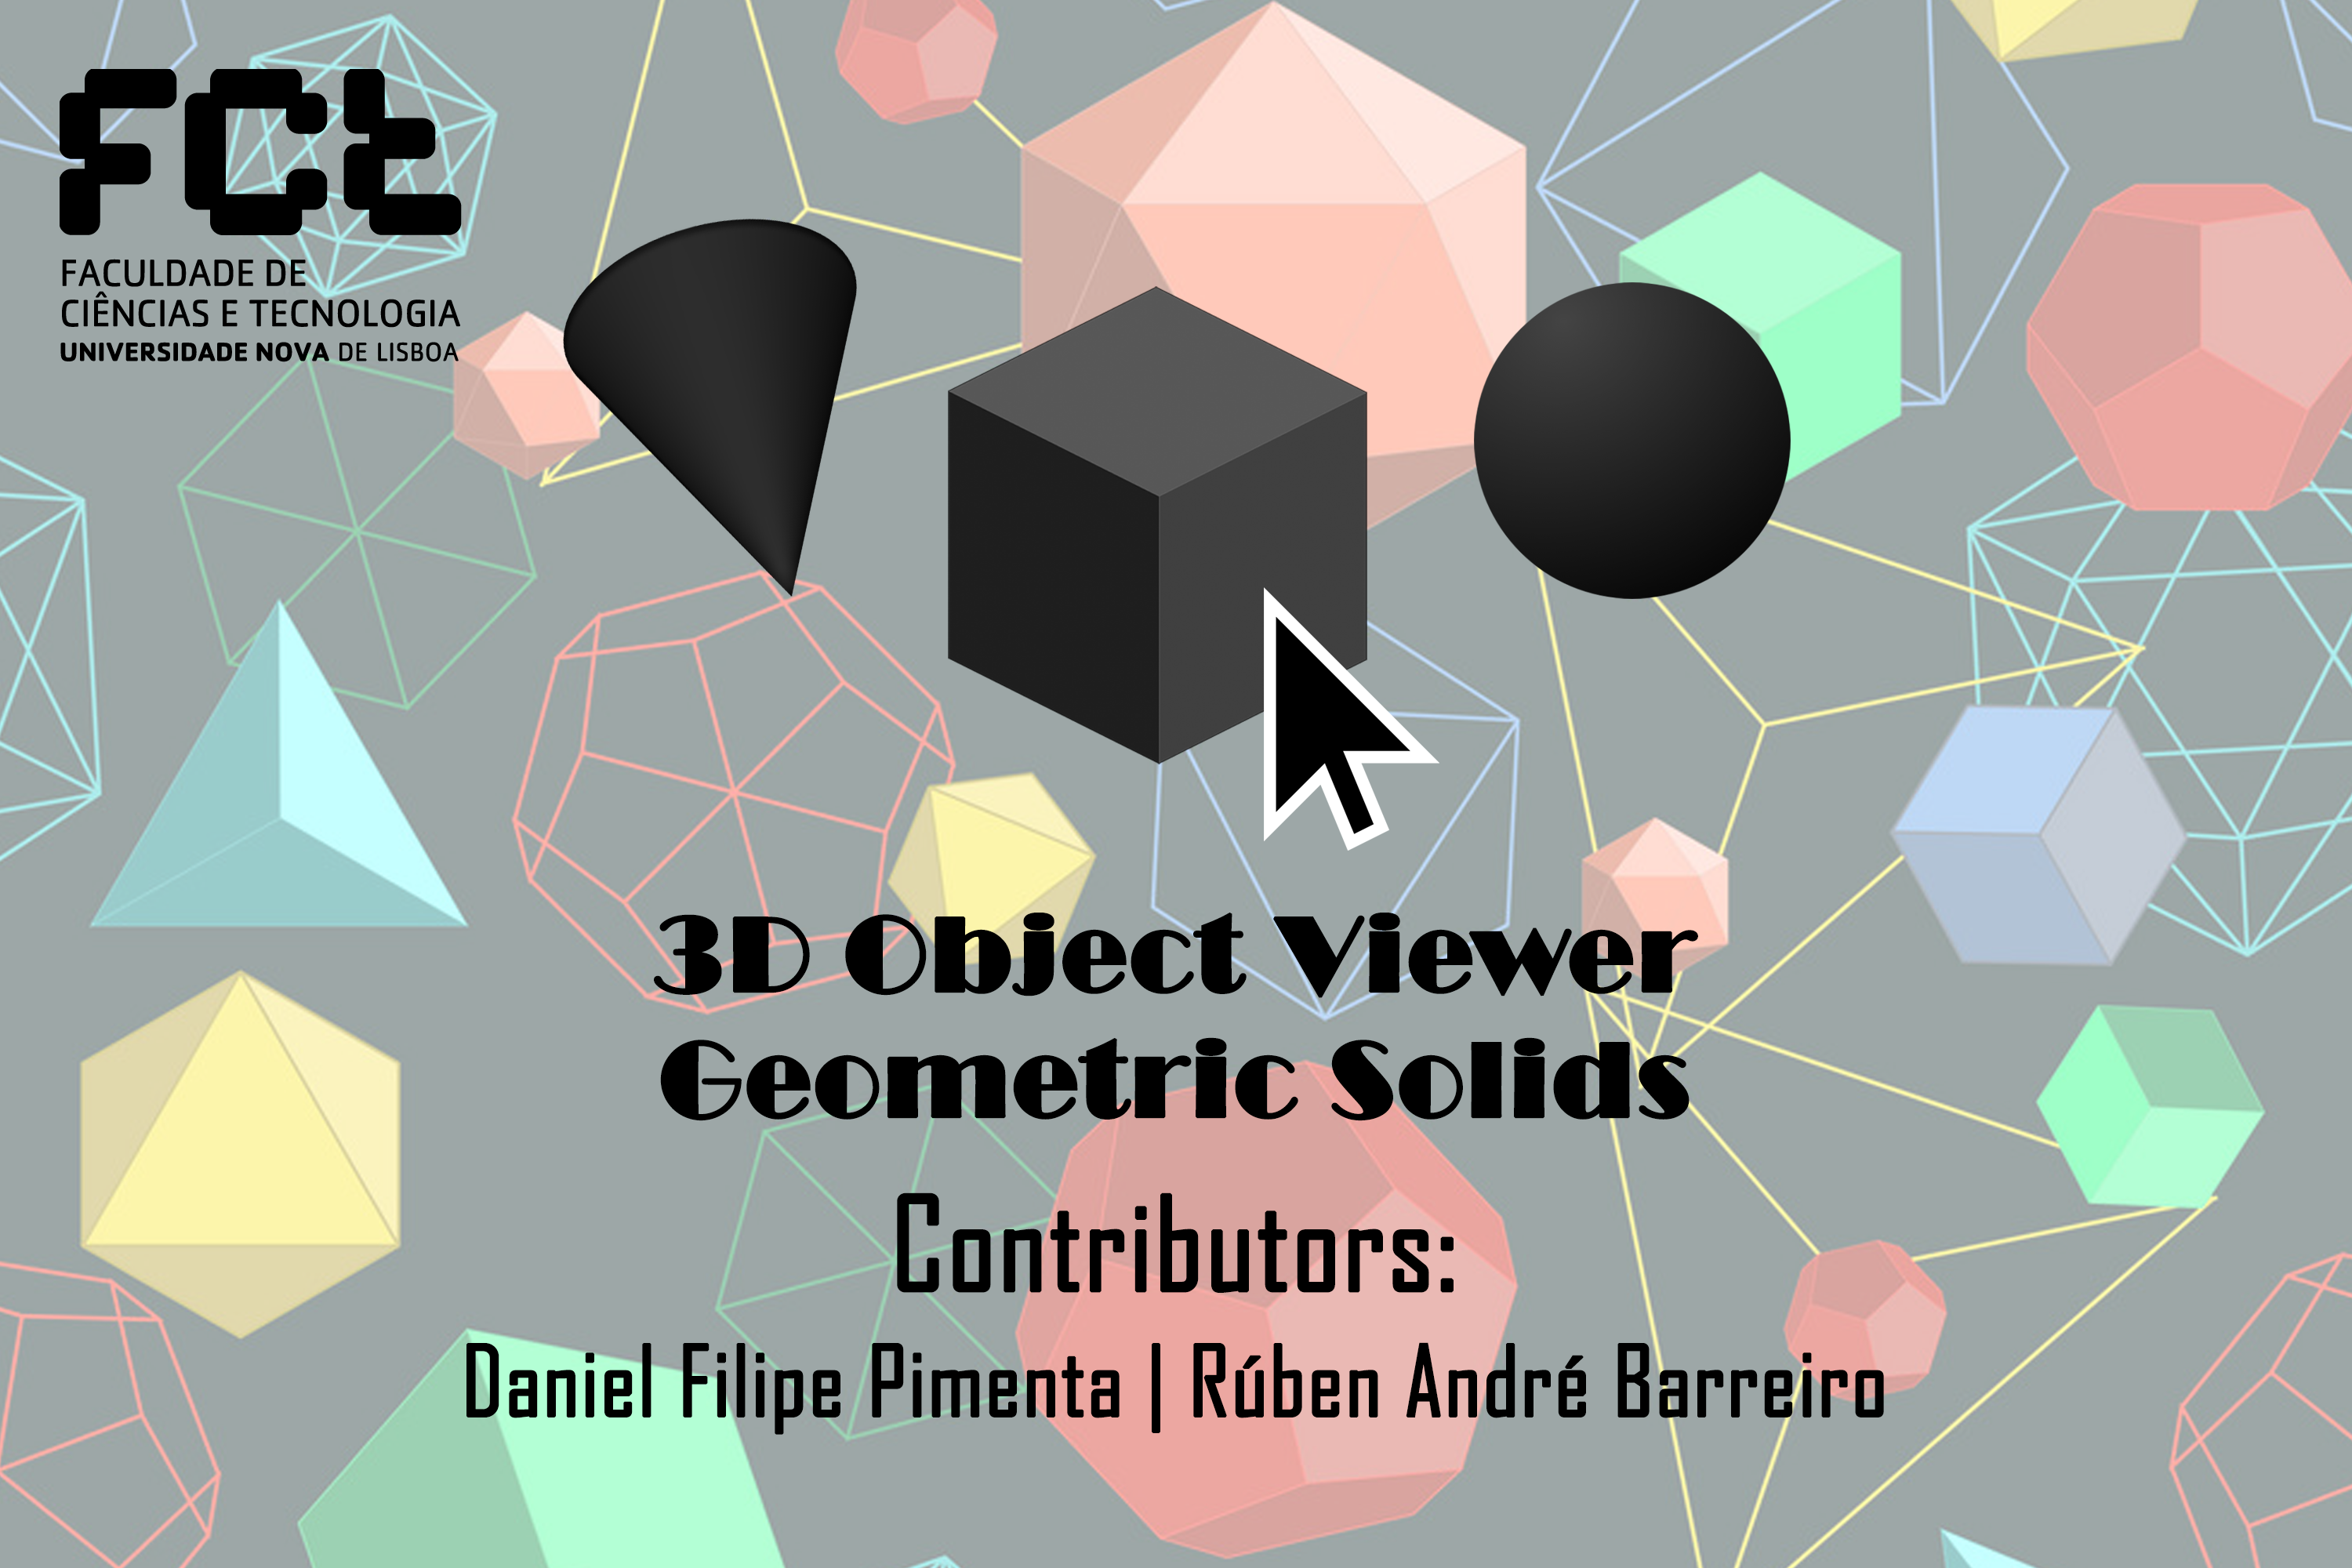 FCt
FACULDADE DE
CIÊNCIAS E TECNOLOGIA
UNIVERSIDADE NOVA DE LISBOA
3D Object Viewer
Geometric Solids
Contributors:
Daniel Filipe Pimenta | Rúben André Barreiro